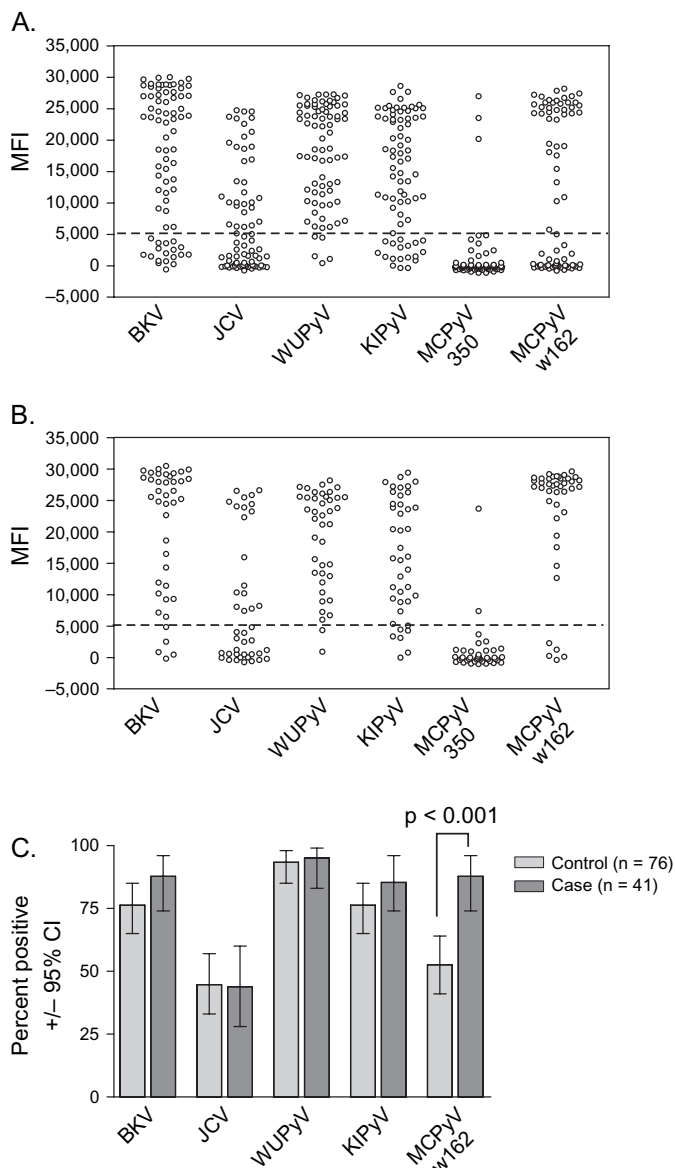 A.
35,000
30,000
25,000
20,000
15,000
10,000
5,000
0
–5,000
MFI
BKV
JCV
WUPyV
KIPyV
MCPyV
350
MCPyV
w162
B.
35,000
30,000
25,000
20,000
15,000
10,000
5,000
0
–5,000
MFI
BKV
JCV
WUPyV
KIPyV
MCPyV
350
MCPyV
w162
C.
p < 0.001
100
75
50
25
0
Percent positive
+/– 95% CI
Control (n = 76)
Case (n = 41)
BKV
JCV
WUPyV
KIPyV
MCPyV
w162